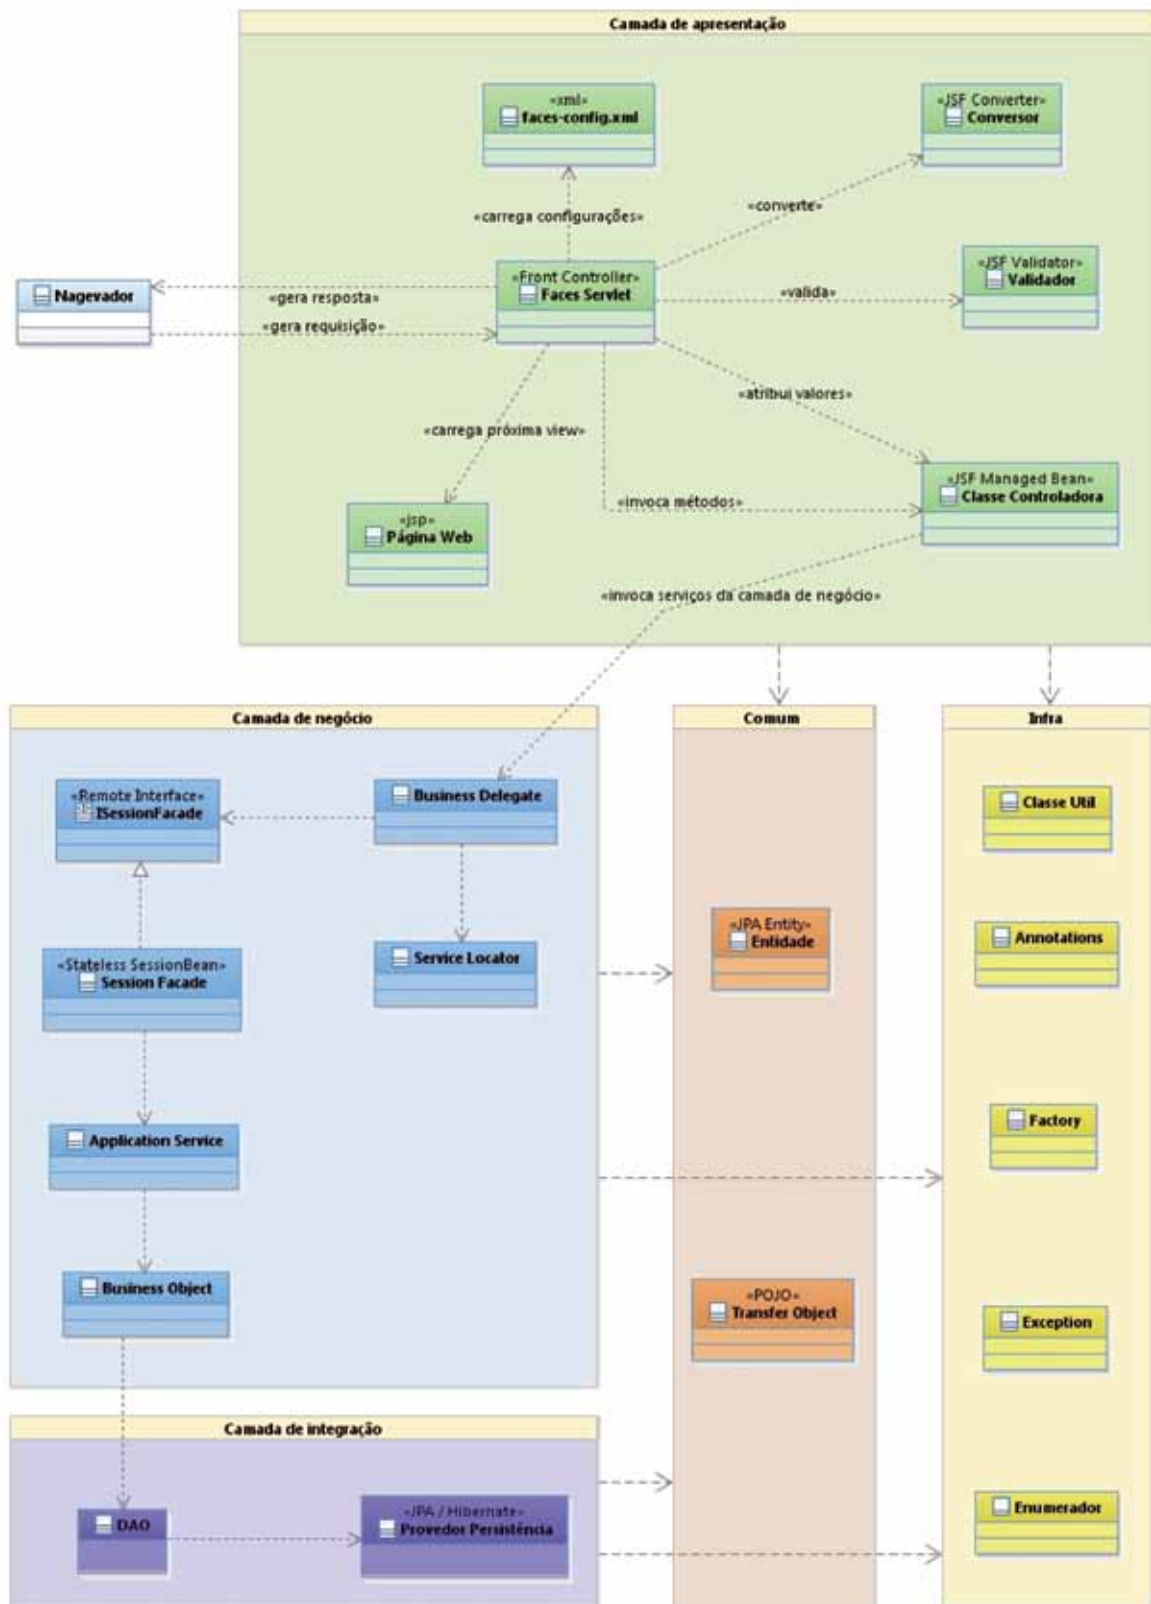 Camada de apresentação
«xml»
faces-config.xml
«JSF Converter»
Conversor
«carrega configurações»
«converte»
«Front Controller»
Faces Servlet
«JSF Validator»
Validador
Nagevador
«gera resposta»
«valida»
«gera requisição»
«atribui valores»
«carrega próxima view»
«JSF Managed Bean»
Classe Controladora
«invoca métodos»
«jsp»
Página Web
«invoca serviços da camada de negócio»
Camada de negócio
Comum
Infra
«Remote Interface»
ISessionFacade
Business Delegate
Classe Util
«JPA Entity»
Entidade
Annotations
«Stateless SessionBean»
Session Facade
Service Locator
Application Service
Factory
Business Object
«POJO»
Transfer Object
Exception
Camada de integração
DAO
«JPA / Hibernate»
Provedor Persistência
Enumerador